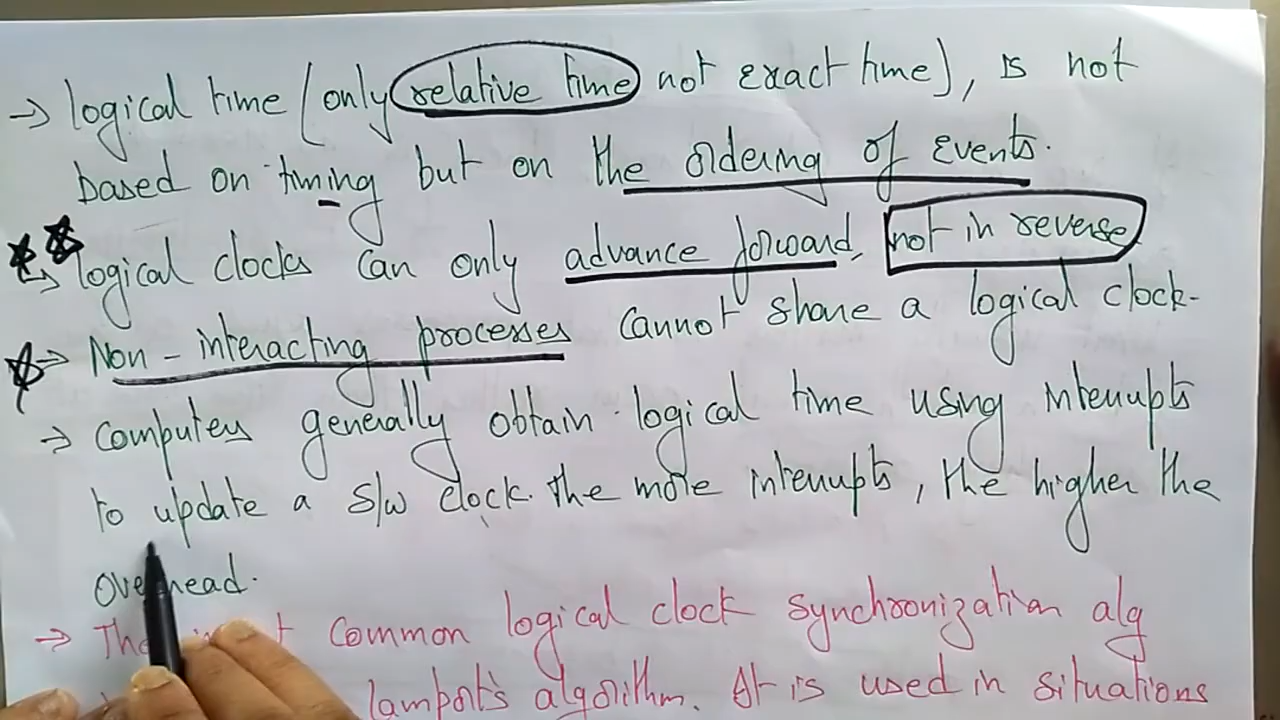 → logical time (only relative time not exact time), is not
based on timing but on the ordering of events.
→ logical clocks can only advance forward, not in reverse
→ Non-interacting processes cannot share a logical clock.
→ Computers generally obtain logical time using interrupts
to update a s/w clock. The more interrupts, the higher the
overhead.
→ The common logical clock synchronization alg
lamport's algorithm. It is used in situations